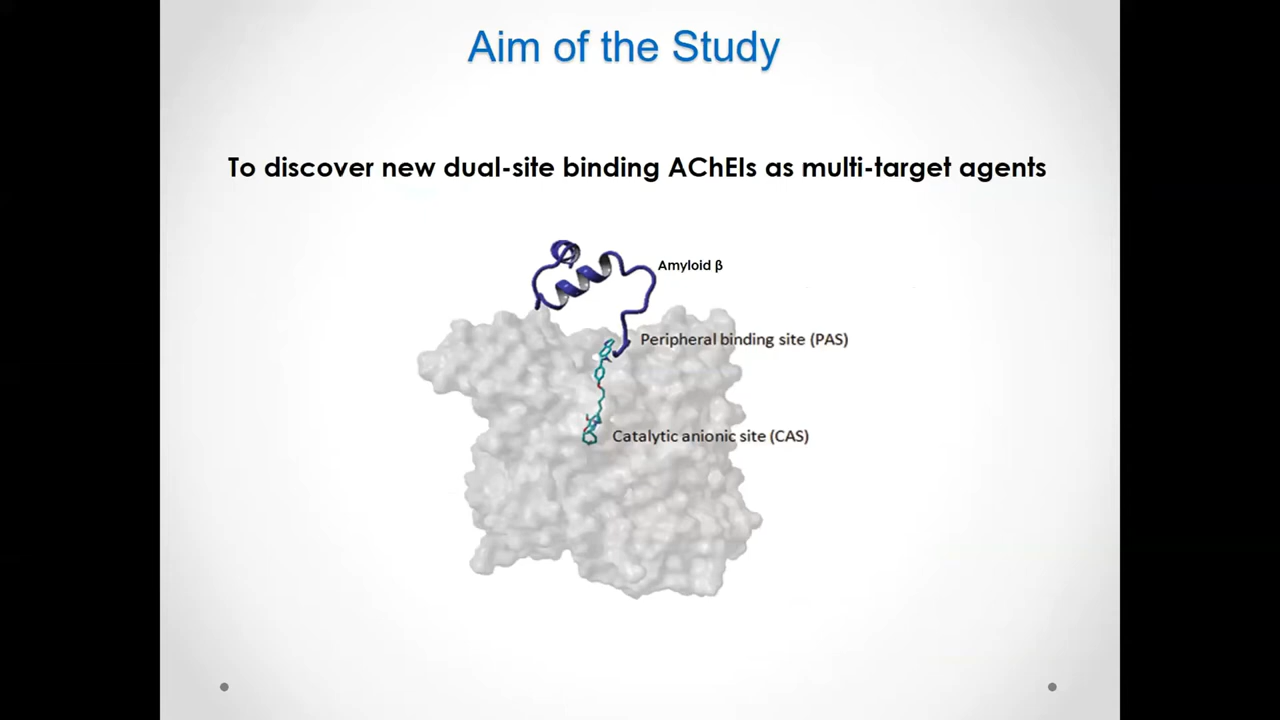 Aim of the Study
To discover new dual-site binding AChEIs as multi-target agents
Amyloid β
Peripheral binding site (PAS)
Catalytic anionic site (CAS)